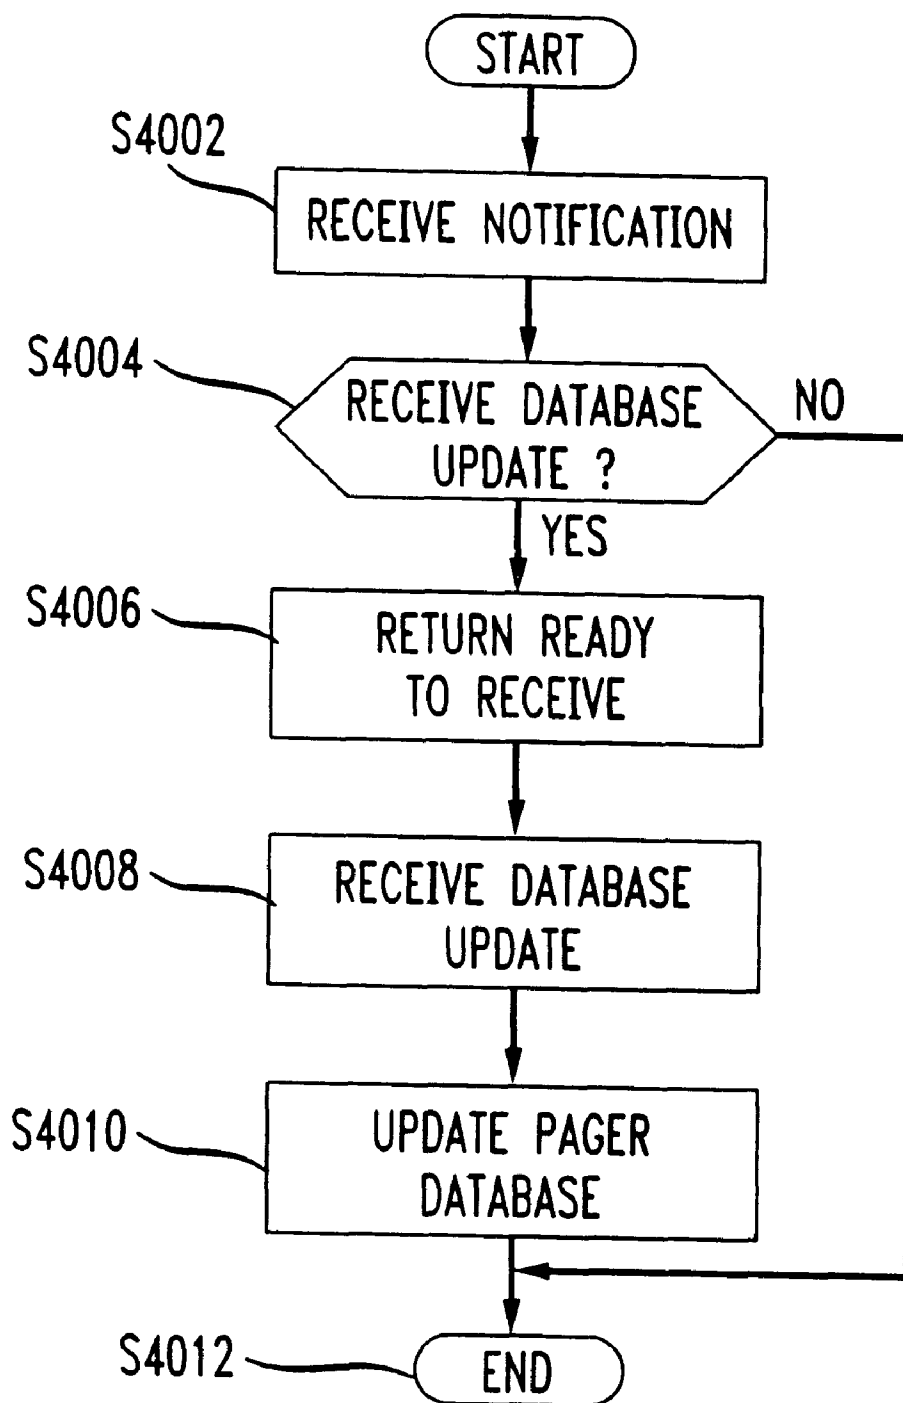 START
S4002
RECEIVE NOTIFICATION
S4004
RECEIVE DATABASE
UPDATE ?
NO
YES
S4006
RETURN READY
TO RECEIVE
S4008
RECEIVE DATABASE
UPDATE
S4010
UPDATE PAGER
DATABASE
S4012
END